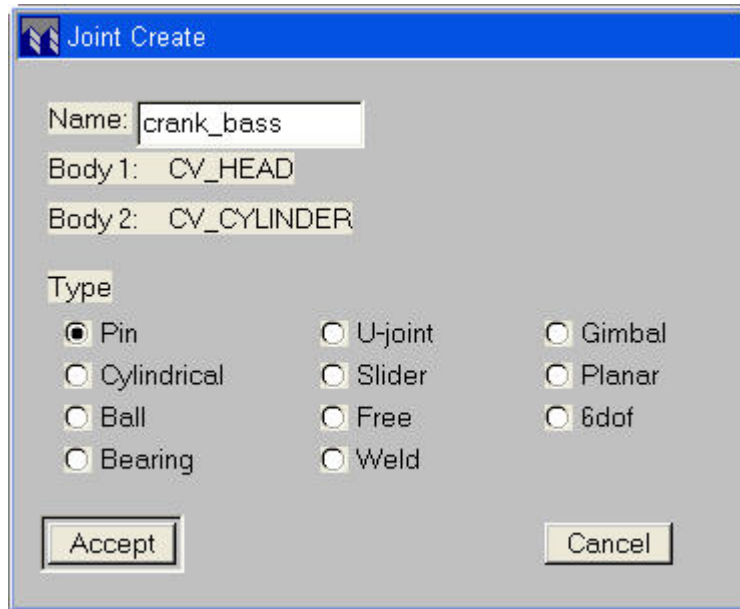 Joint Create
Name: crank_bass
Body 1: CV_HEAD
Body 2: CV_CYLINDER
Type
Pin U-joint Gimbal
Cylindrical Slider Planar
Ball Free 6dof
Bearing Weld
Accept Cancel